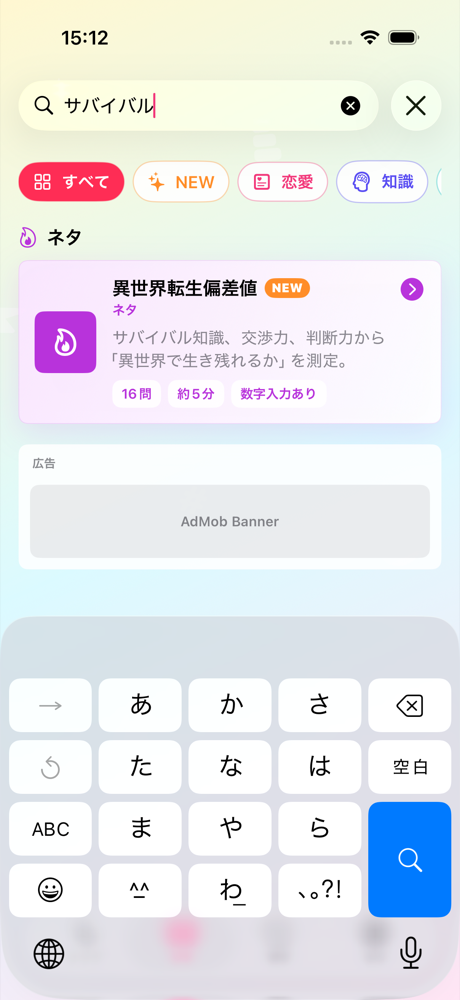 15:12
サバイバル
すべて
NEW
恋愛
知識
ネタ
異世界転生偏差値 NEW
ネタ
サバイバル知識、交渉力、判断力から
「異世界で生き残れるか」を測定。
16問 約5分 数字入力あり
広告
AdMob Banner
→ あ か さ
た な は 空白
ABC ま や ら
^_^ わ_ 、。?!